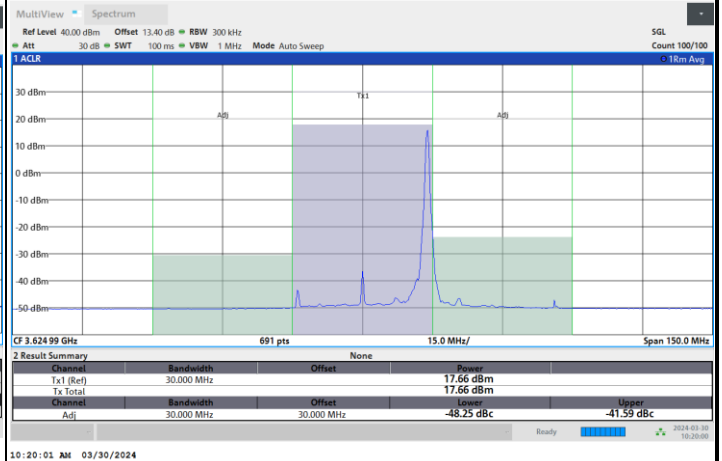 MultiView Spectrum
Ref Level 40.00 dBm Offset 13.40 dB RBW 300 kHz SGL
Att 30 dB SWT 100 ms VBW 1 MHz Mode Auto Sweep Count 100/100
1 ACLR 1Rm Avg
30 dBm
Tx1
20 dBm
Adj Adj
10 dBm
0 dBm
-10 dBm
-20 dBm
-30 dBm
-40 dBm
-50 dBm
CF 3.624 99 GHz 691 pts 15.0 MHz/ Span 150.0 MHz
2 Result Summary None
Channel Bandwidth Offset Power
Tx1 (Ref) 30.000 MHz 17.66 dBm
Tx Total 17.66 dBm
Channel Bandwidth Offset Lower Upper
Adj 30.000 MHz 30.000 MHz -48.25 dBc -41.59 dBc
Ready 2024-03-30
10:20:00
10:20:01 AM 03/30/2024